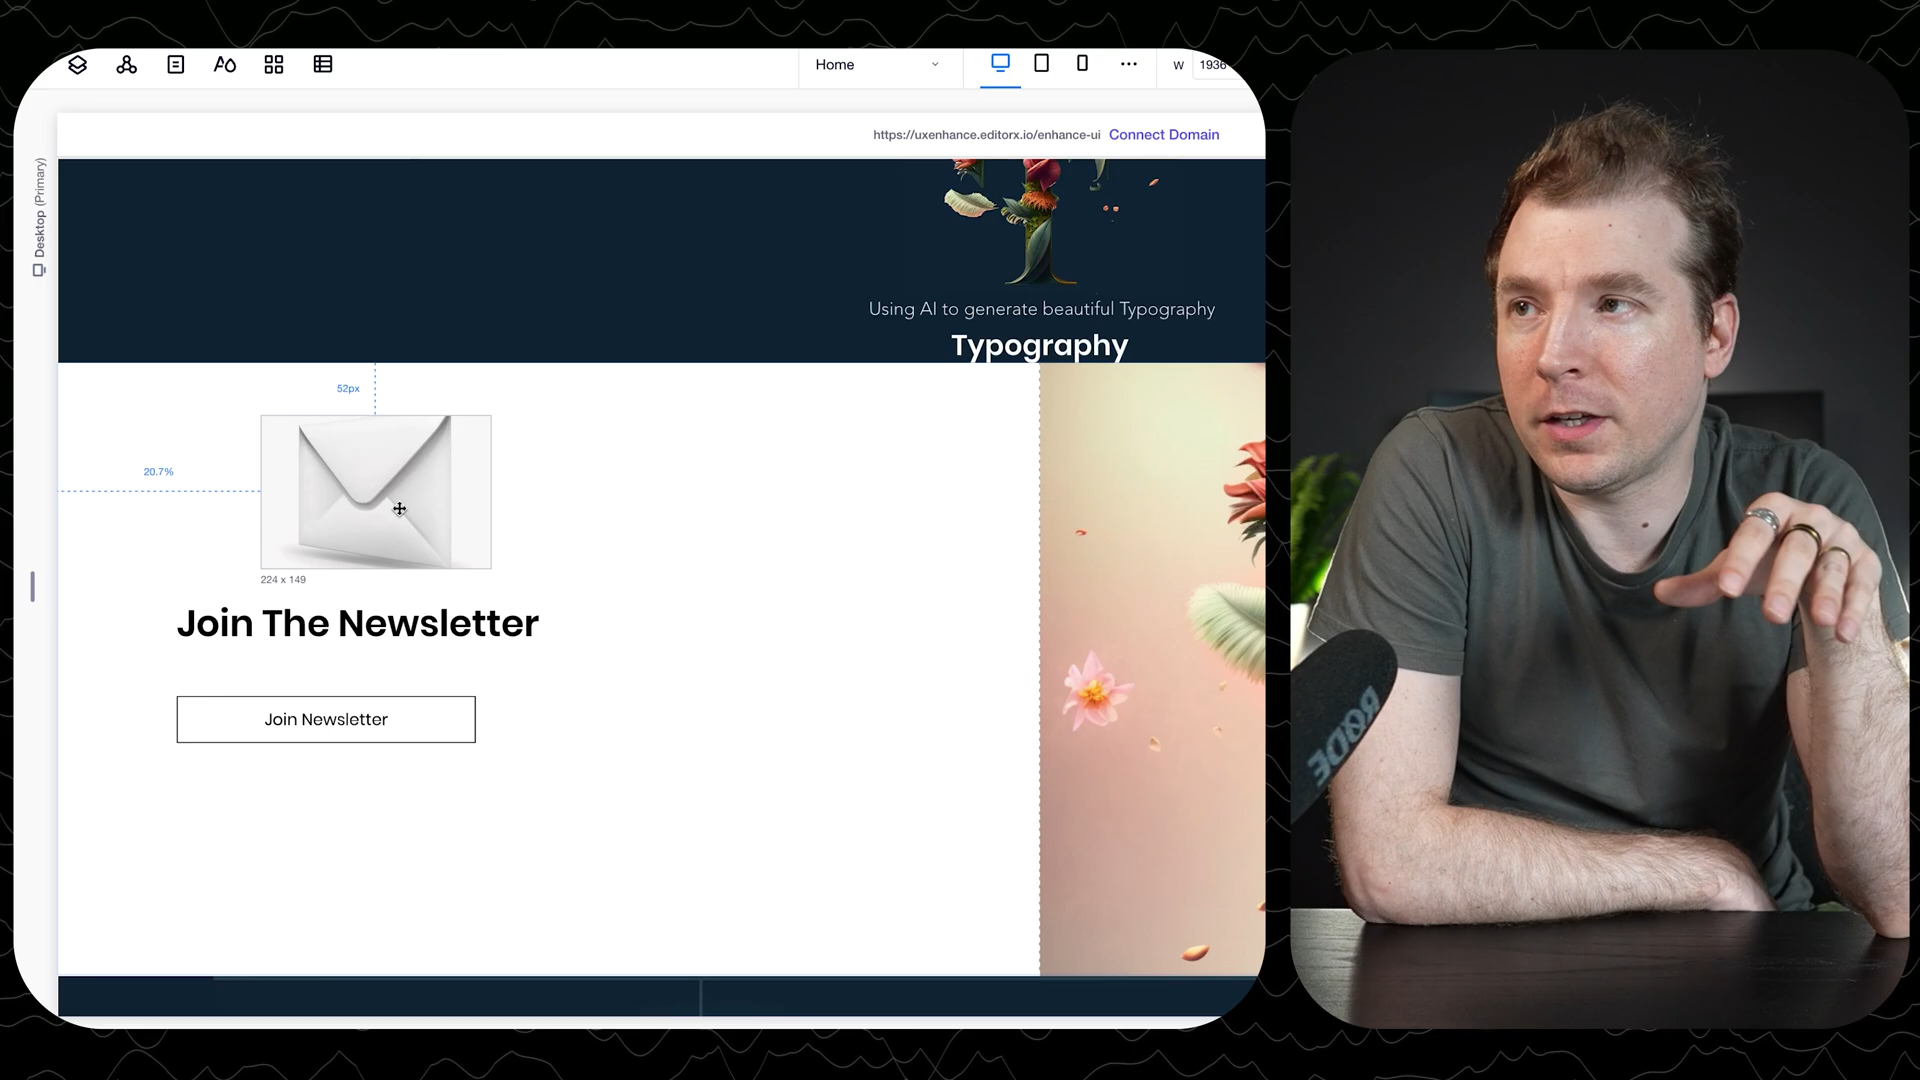 Home
W 1936
https://uxenhance.editorx.io/enhance-ui Connect Domain
Desktop (Primary)
Using AI to generate beautiful Typography
Typography
52px
20.7%
224 x 149
Join The Newsletter
Join Newsletter
RODE